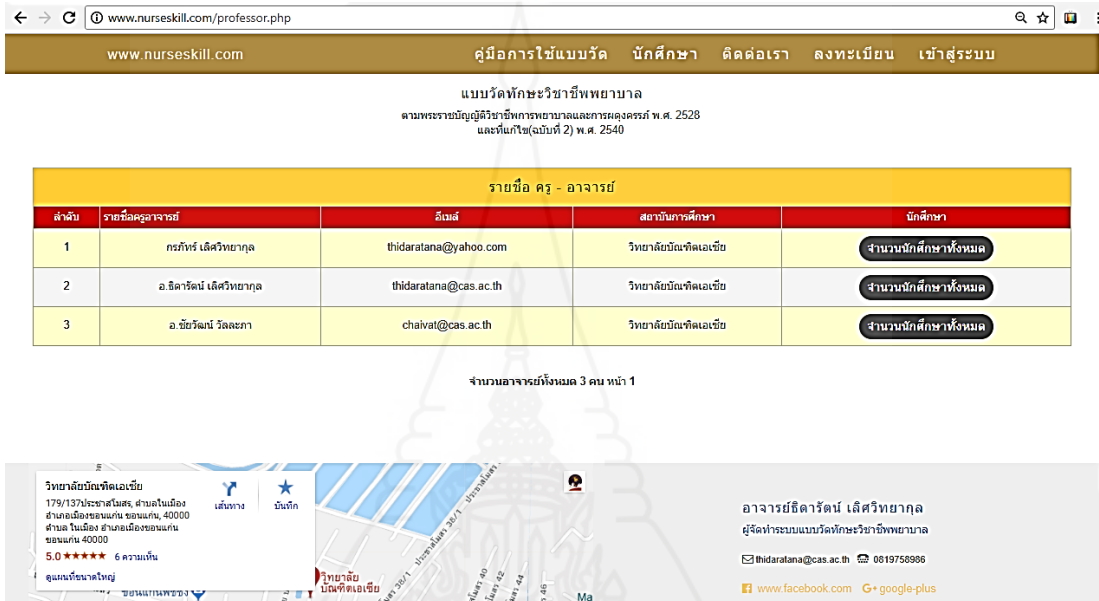 www.nurseskill.com/professor.php
www.nurseskill.com คู่มือการใช้แบบวัด นักศึกษา ติดต่อเรา ลงทะเบียน เข้าสู่ระบบ
แบบวัดทักษะวิชาชีพพยาบาล
ตามพระราชบัญญัติวิชาชีพการพยาบาลและการผดุงครรภ์ พ.ศ. 2528
และที่แก้ไข(ฉบับที่ 2) พ.ศ. 2540
รายชื่อ ครู - อาจารย์
ลำดับ รายชื่อครูอาจารย์ อีเมล์ สถาบันการศึกษา นักศึกษา
1 กรภัทร์ เลิศวิทยากุล thidaratana@yahoo.com วิทยาลัยบัณฑิตเอเซีย จำนวนนักศึกษาทั้งหมด
2 อ.ธิดารัตน์ เลิศวิทยากุล thidaratana@cas.ac.th วิทยาลัยบัณฑิตเอเซีย จำนวนนักศึกษาทั้งหมด
3 อ.ชัยวัฒน์ วัลละภา chaivat@cas.ac.th วิทยาลัยบัณฑิตเอเซีย จำนวนนักศึกษาทั้งหมด
จำนวนอาจารย์ทั้งหมด 3 คน หน้า 1
วิทยาลัยบัณฑิตเอเซีย
179/137ประชาสโมสร, ตำบลในเมือง
อำเภอเมืองขอนแก่น ขอนแก่น, 40000
ตำบล ในเมือง อำเภอเมืองขอนแก่น
ขอนแก่น 40000
5.0 ★★★★★ 6 ความเห็น
ดูแผนที่ขนาดใหญ่
เส้นทาง บันทึก
วิทยาลัย
บัณฑิตเอเซีย
Ma
อาจารย์ธิดารัตน์ เลิศวิทยากุล
ผู้จัดทำระบบแบบวัดทักษะวิชาชีพพยาบาล
thidaratana@cas.ac.th 0819758986
www.facebook.com G+ google-plus